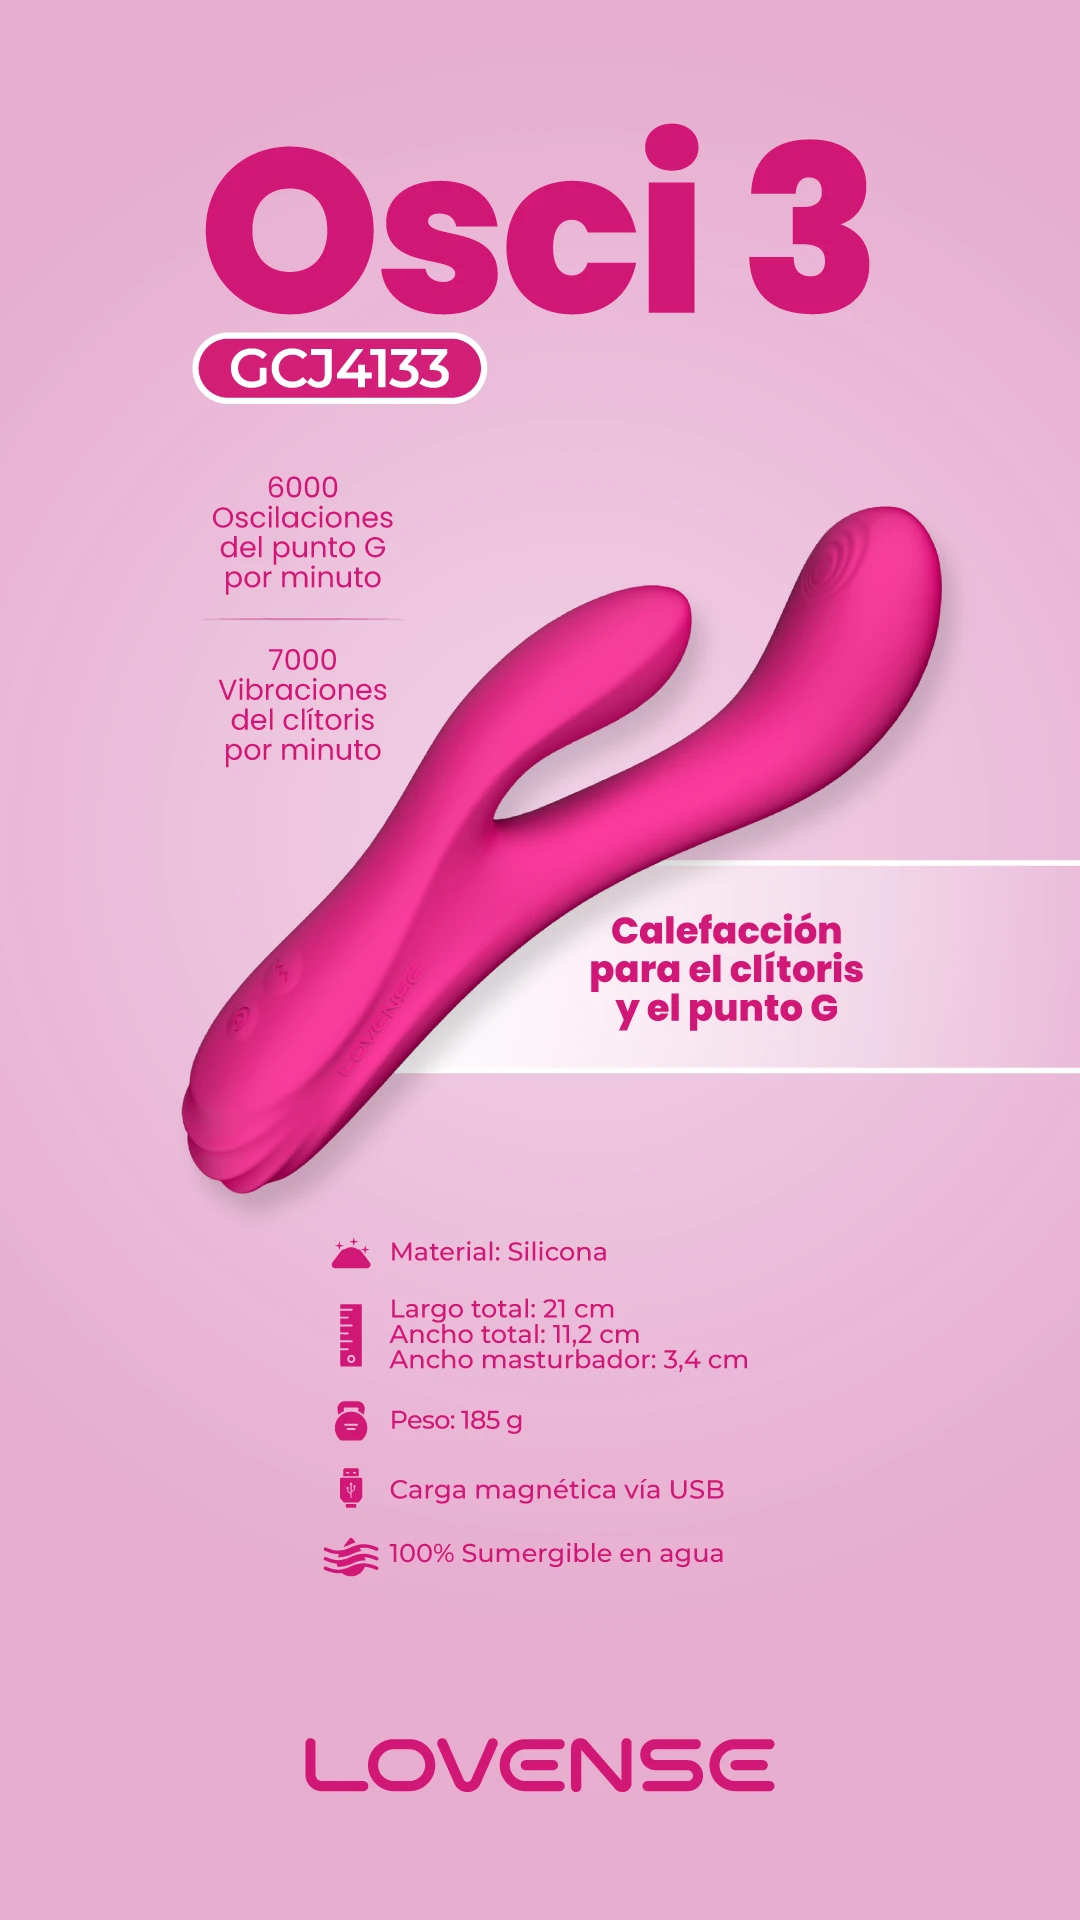 Osci 3
GCJ4133
6000
Oscilaciones
del punto G
por minuto
7000
Vibraciones
del clítoris
por minuto
LOVENSE
Calefacción
para el clítoris
y el punto G
Material: Silicona
Largo total: 21 cm
Ancho total: 11,2 cm
Ancho masturbador: 3,4 cm
Peso: 185 g
Carga magnética vía USB
100% Sumergible en agua
LOVENSE